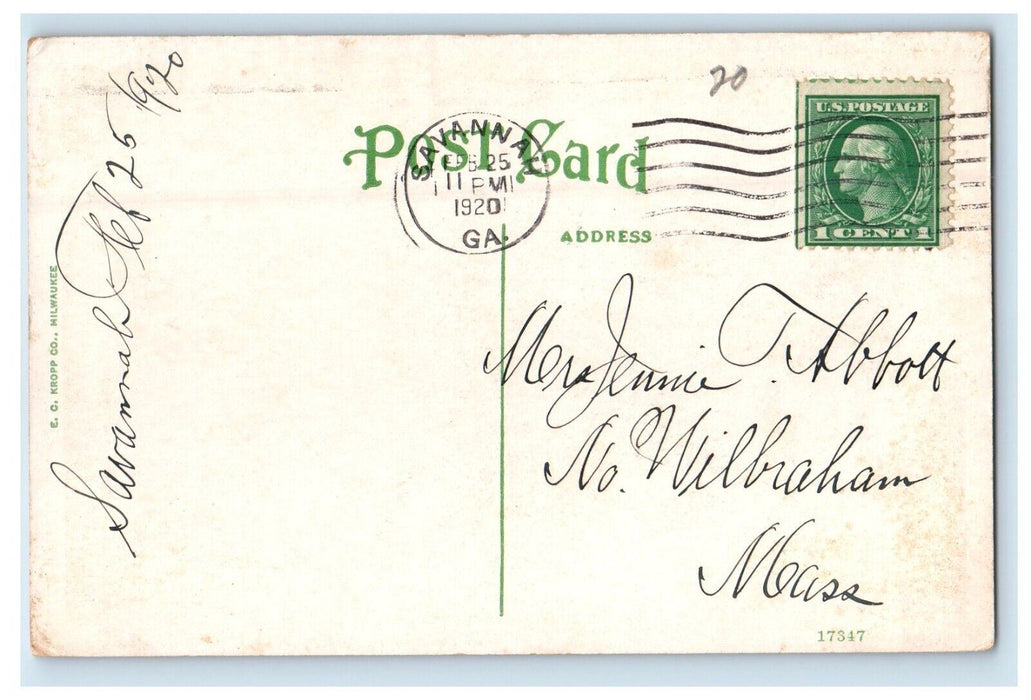 20
U.S. POSTAGE
1 CENT 1
SAVANNAH
FEB 25
11 PM
1920
GA.
Post Card
ADDRESS
Savannah Feb 25 1920
E. C. KROPP CO., MILWAUKEE
Mrs Jennie T. Abbott
No. Wilbraham
Mass
17347